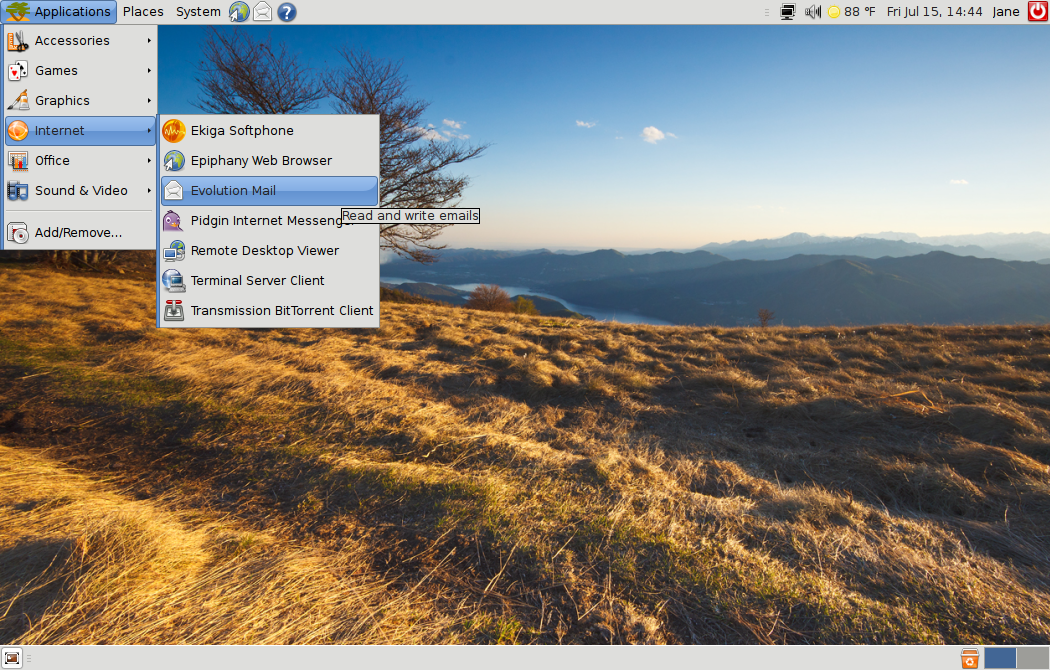 Applications Places System 88 °F Fri Jul 15, 14:44 Jane
Accessories
Games
Graphics
Internet
Office
Sound & Video
Add/Remove...
Ekiga Softphone
Epiphany Web Browser
Evolution Mail
Pidgin Internet Messenger
Read and write emails
Remote Desktop Viewer
Terminal Server Client
Transmission BitTorrent Client